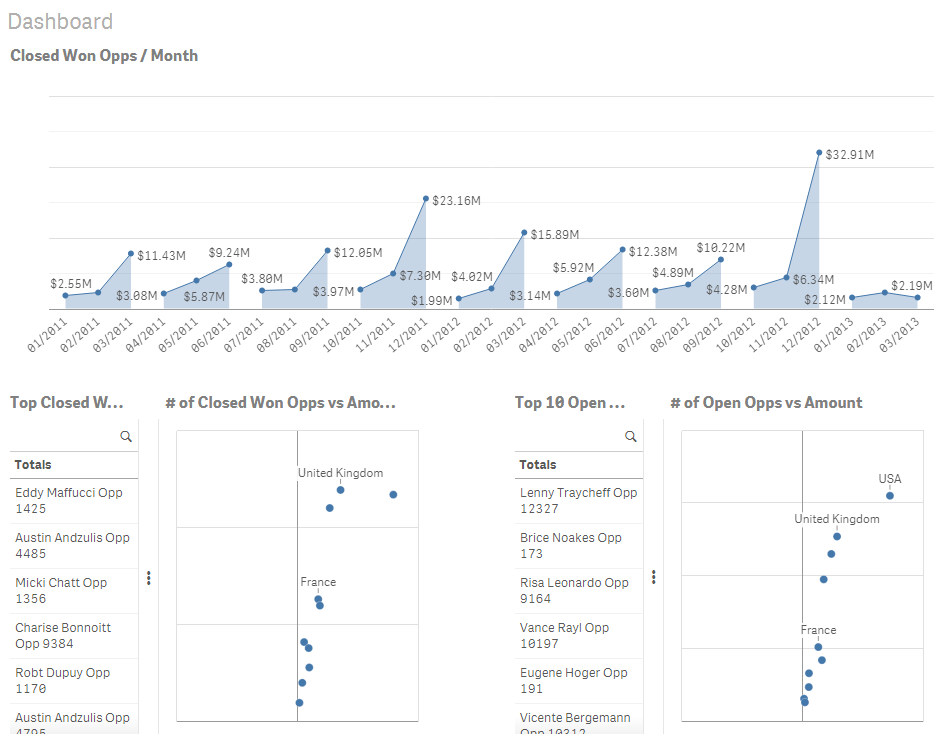 Dashboard
Closed Won Opps / Month
$2.55M
$11.43M
$3.08M
$5.87M
$9.24M
$3.80M
$12.05M
$3.97M
$7.30M
$23.16M
$1.99M
$4.02M
$15.89M
$3.14M
$5.92M
$12.38M
$3.60M
$4.89M
$10.22M
$4.28M
$6.34M
$32.91M
$2.12M
$2.19M
01/2011
02/2011
03/2011
04/2011
05/2011
06/2011
07/2011
08/2011
09/2011
10/2011
11/2011
12/2011
01/2012
02/2012
03/2012
04/2012
05/2012
06/2012
07/2012
08/2012
09/2012
10/2012
11/2012
12/2012
01/2013
02/2013
03/2013
Top Closed W...
Totals
Eddy Maffucci Opp
1425
Austin Andzulis Opp
4485
Micki Chatt Opp
1356
Charise Bonnoitt
Opp 9384
Robt Dupuy Opp
1170
Austin Andzulis Opp
4795
# of Closed Won Opps vs Amo...
United Kingdom
France
Top 10 Open ...
Totals
Lenny Traycheff Opp
12327
Brice Noakes Opp
173
Risa Leonardo Opp
9164
Vance Rayl Opp
10197
Eugene Hoger Opp
191
Vicente Bergemann
Opp 10312
# of Open Opps vs Amount
USA
United Kingdom
France